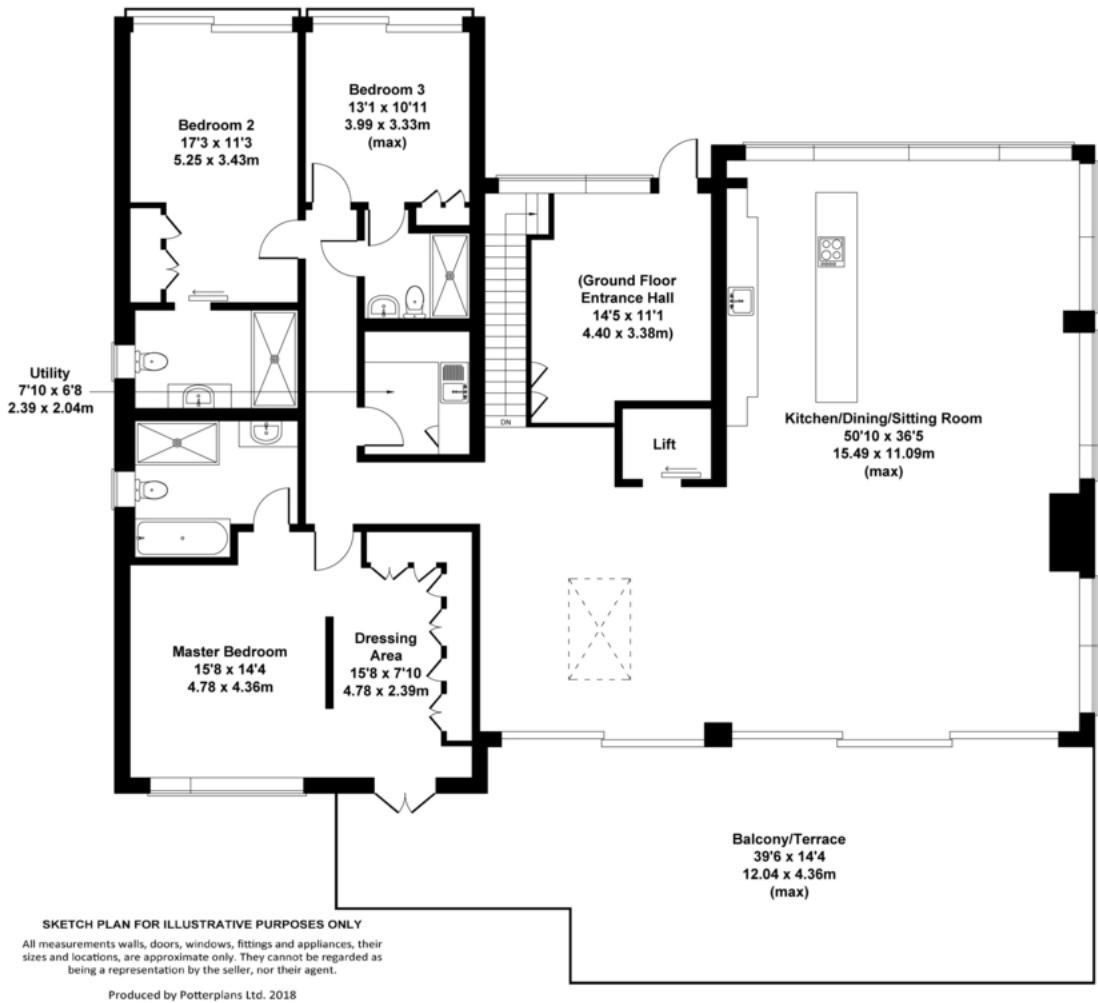 Bedroom 2
17'3 x 11'3
5.25 x 3.43m
Bedroom 3
13'1 x 10'11
3.99 x 3.33m
(max)
(Ground Floor
Entrance Hall
14'5 x 11'1
4.40 x 3.38m)
Utility
7'10 x 6'8
2.39 x 2.04m
DN
Lift
Kitchen/Dining/Sitting Room
50'10 x 36'5
15.49 x 11.09m
(max)
Master Bedroom
15'8 x 14'4
4.78 x 4.36m
Dressing
Area
15'8 x 7'10
4.78 x 2.39m
Balcony/Terrace
39'6 x 14'4
12.04 x 4.36m
(max)
SKETCH PLAN FOR ILLUSTRATIVE PURPOSES ONLY
All measurements walls, doors, windows, fittings and appliances, their
sizes and locations, are approximate only. They cannot be regarded as
being a representation by the seller, nor their agent.
Produced by Potterplans Ltd. 2018